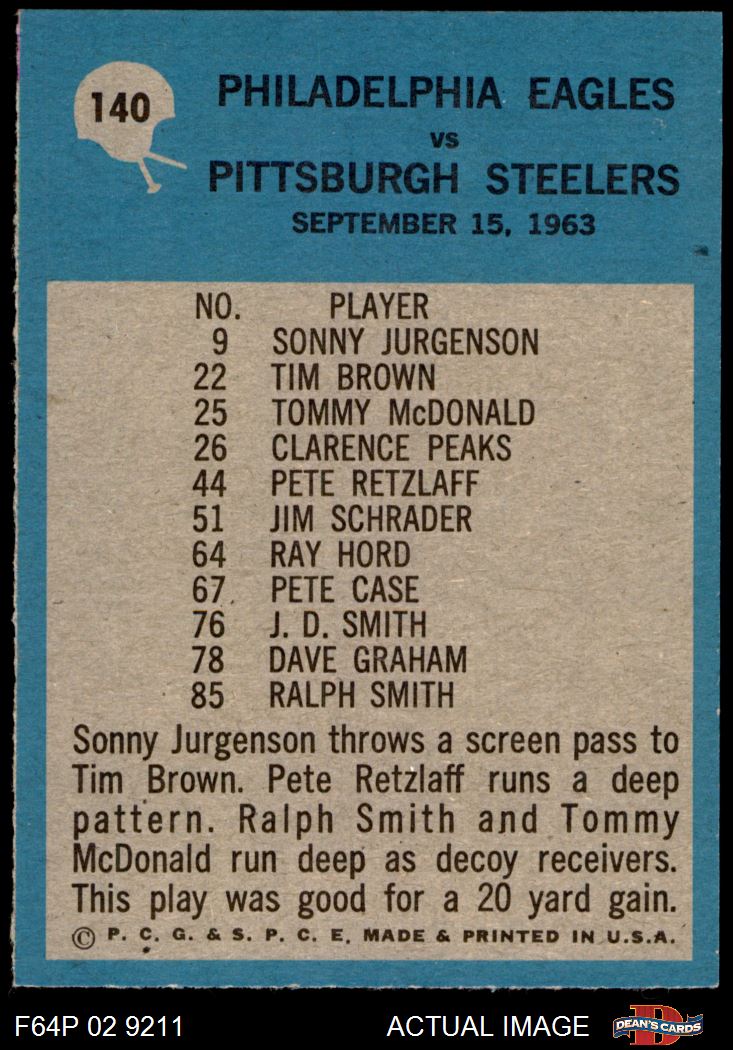 140
PHILADELPHIA EAGLES
vs
PITTSBURGH STEELERS
SEPTEMBER 15, 1963
NO. PLAYER
9 SONNY JURGENSON
22 TIM BROWN
25 TOMMY McDONALD
26 CLARENCE PEAKS
44 PETE RETZLAFF
51 JIM SCHRADER
64 RAY HORD
67 PETE CASE
76 J. D. SMITH
78 DAVE GRAHAM
85 RALPH SMITH
Sonny Jurgenson throws a screen pass to
Tim Brown. Pete Retzlaff runs a deep
pattern. Ralph Smith and Tommy
McDonald run deep as decoy receivers.
This play was good for a 20 yard gain.
© P. C. G. & S. P. C. E. MADE & PRINTED IN U.S.A.
F64P 02 9211 ACTUAL IMAGE D DEAN'S CARDS